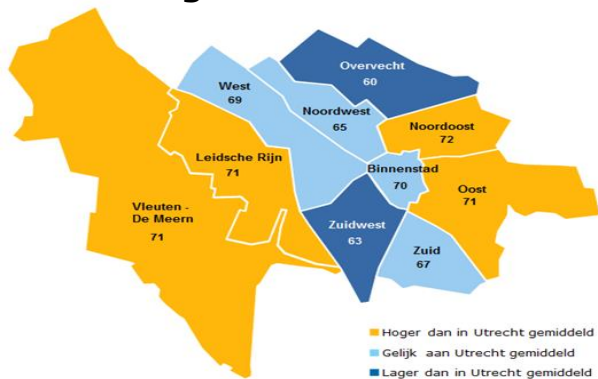 Overvecht
60
West
69
Noordwest
65
Noordoost
72
Leidsche Rijn
71
Binnenstad
70
Oost
71
Vleuten -
De Meern
71
Zuidwest
63
Zuid
67
Hoger dan in Utrecht gemiddeld
Gelijk aan Utrecht gemiddeld
Lager dan in Utrecht gemiddeld